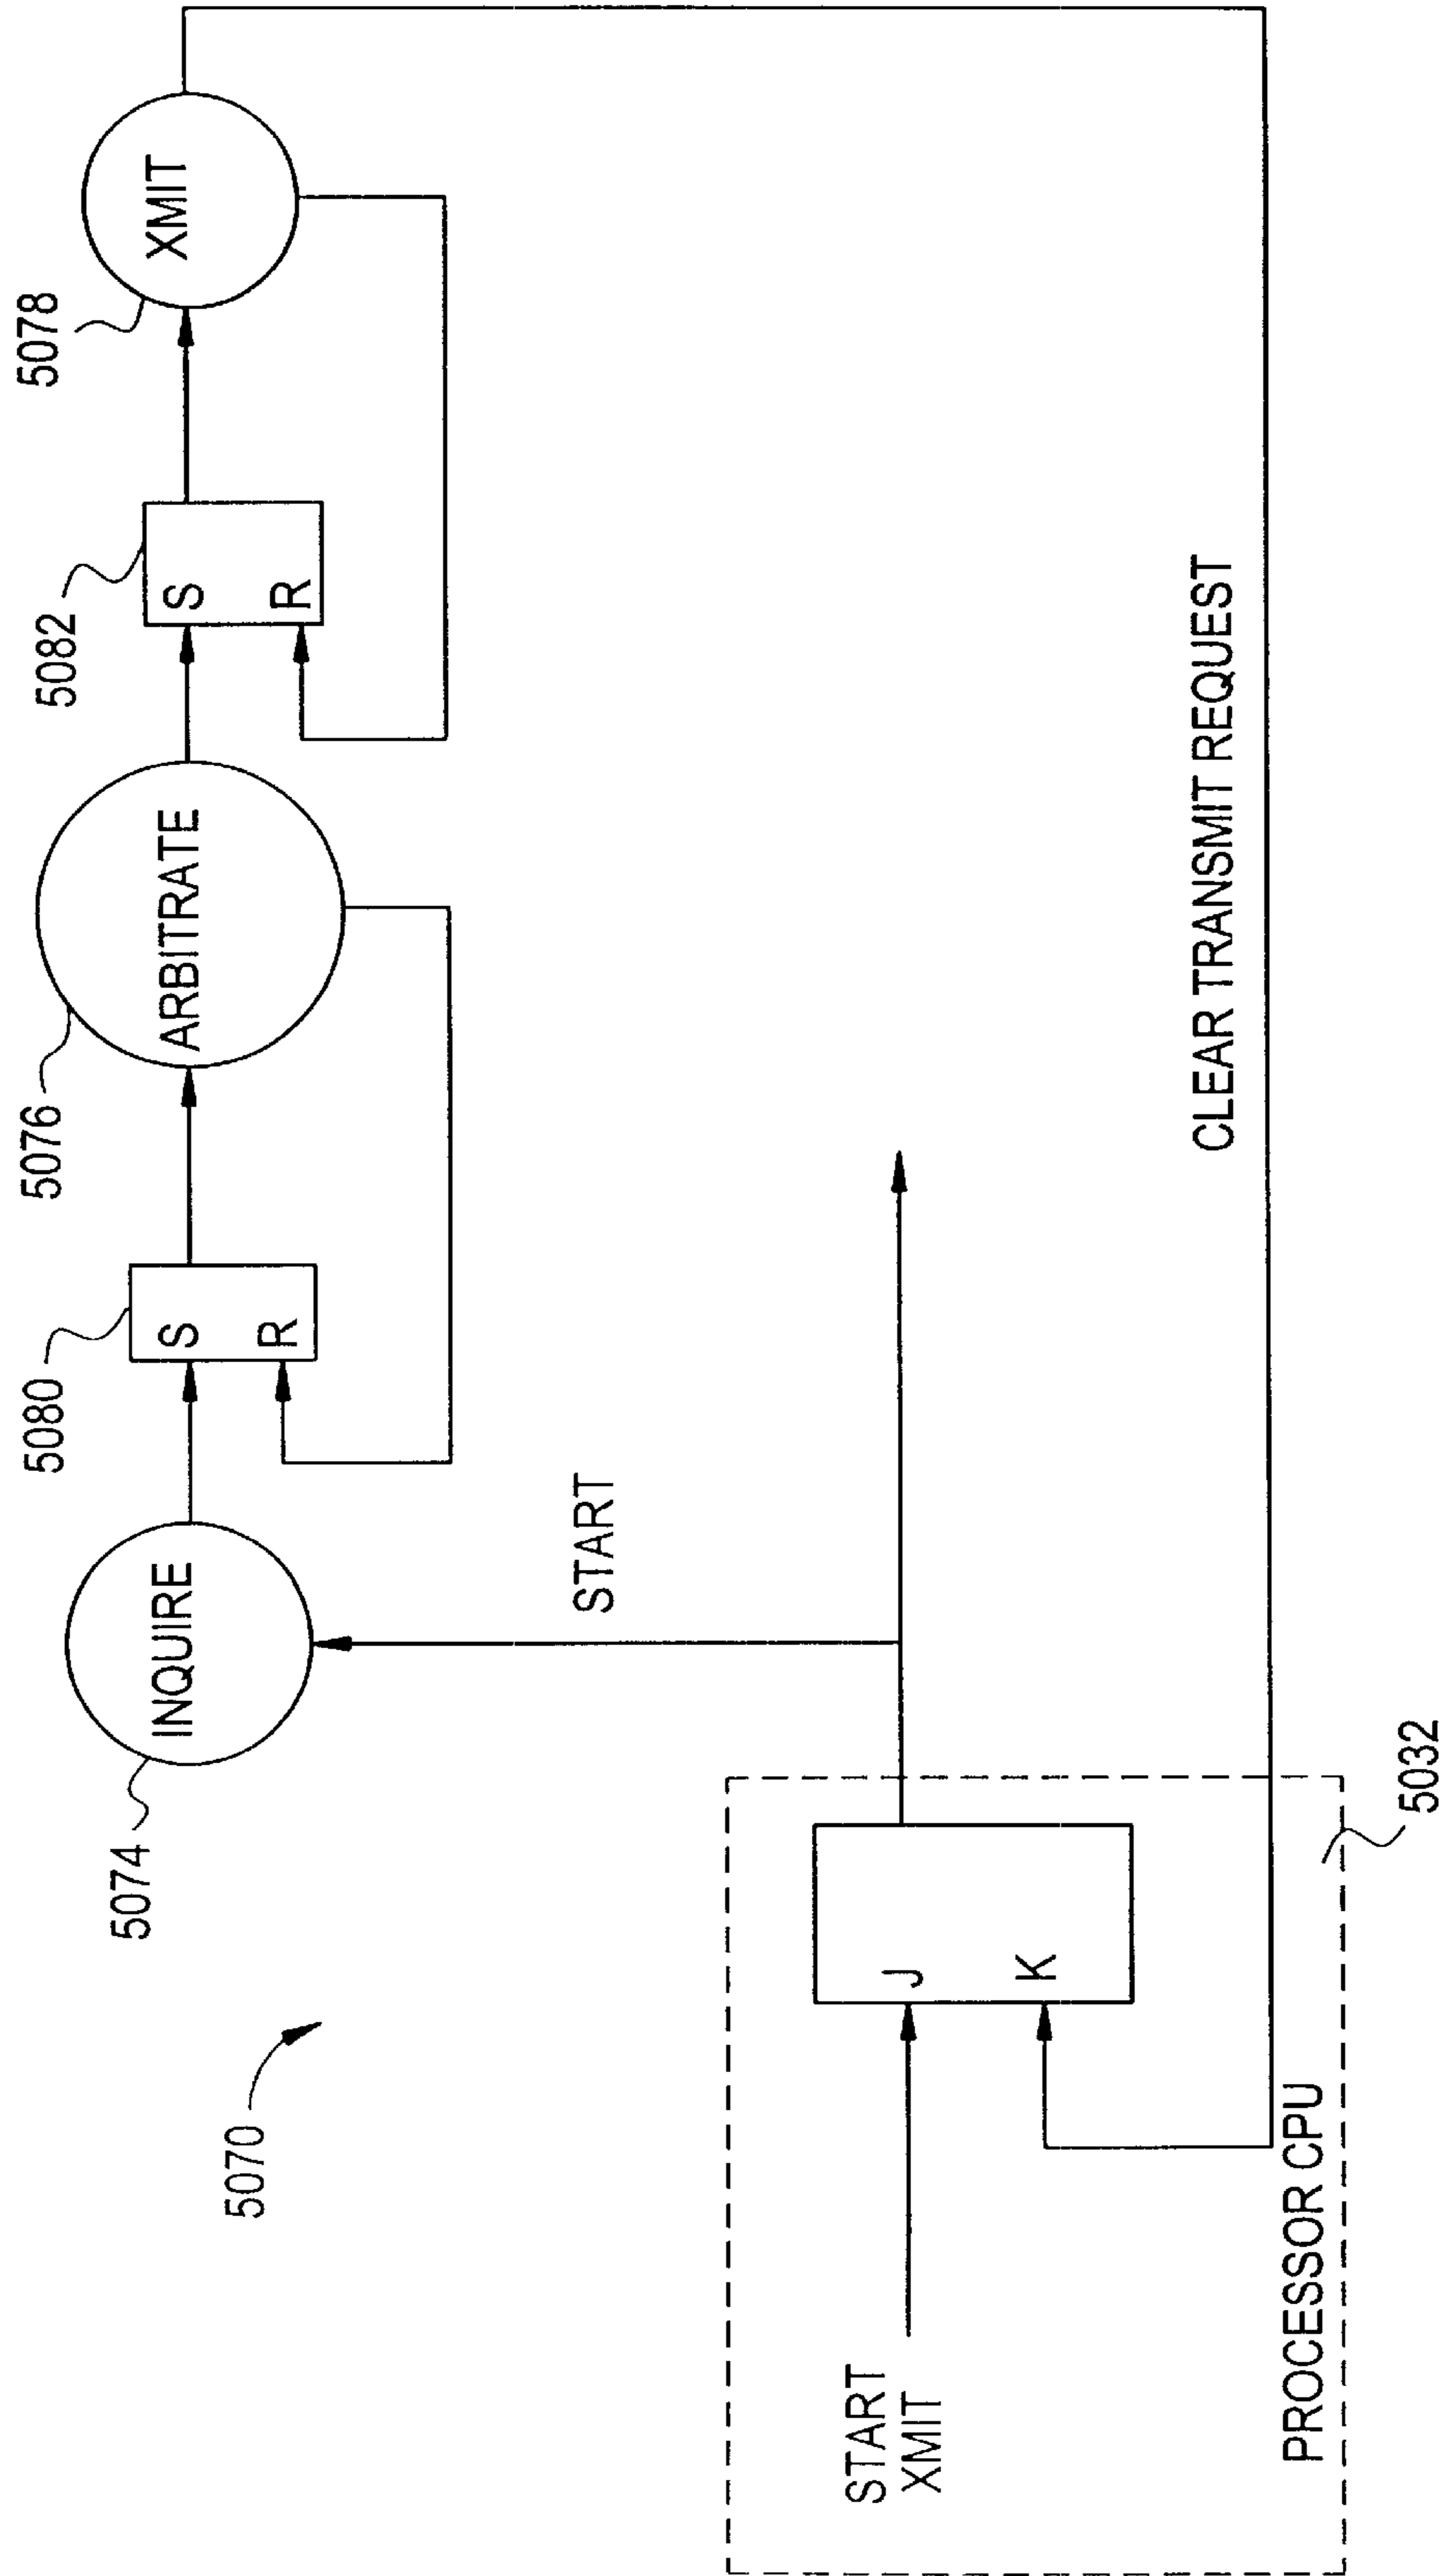 5074
INQUIRE
5080
S
R
5076
ARBITRATE
5082
S
R
5078
XMIT
5070
START
START
XMIT
J
K
CLEAR TRANSMIT REQUEST
PROCESSOR CPU
5032